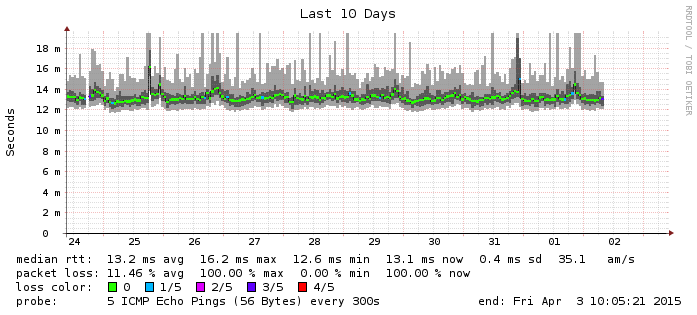 Last 10 Days
RRDTOOL / TOBI OETIKER
Seconds
18 m
16 m
14 m
12 m
10 m
8 m
6 m
4 m
2 m
0
24 25 26 27 28 29 30 31 01 02
median rtt: 13.2 ms avg 16.2 ms max 12.6 ms min 13.1 ms now 0.4 ms sd 35.1 am/s
packet loss: 11.46 % avg 100.00 % max 0.00 % min 100.00 % now
loss color: 0 1/5 2/5 3/5 4/5
probe: 5 ICMP Echo Pings (56 Bytes) every 300s end: Fri Apr 3 10:05:21 2015